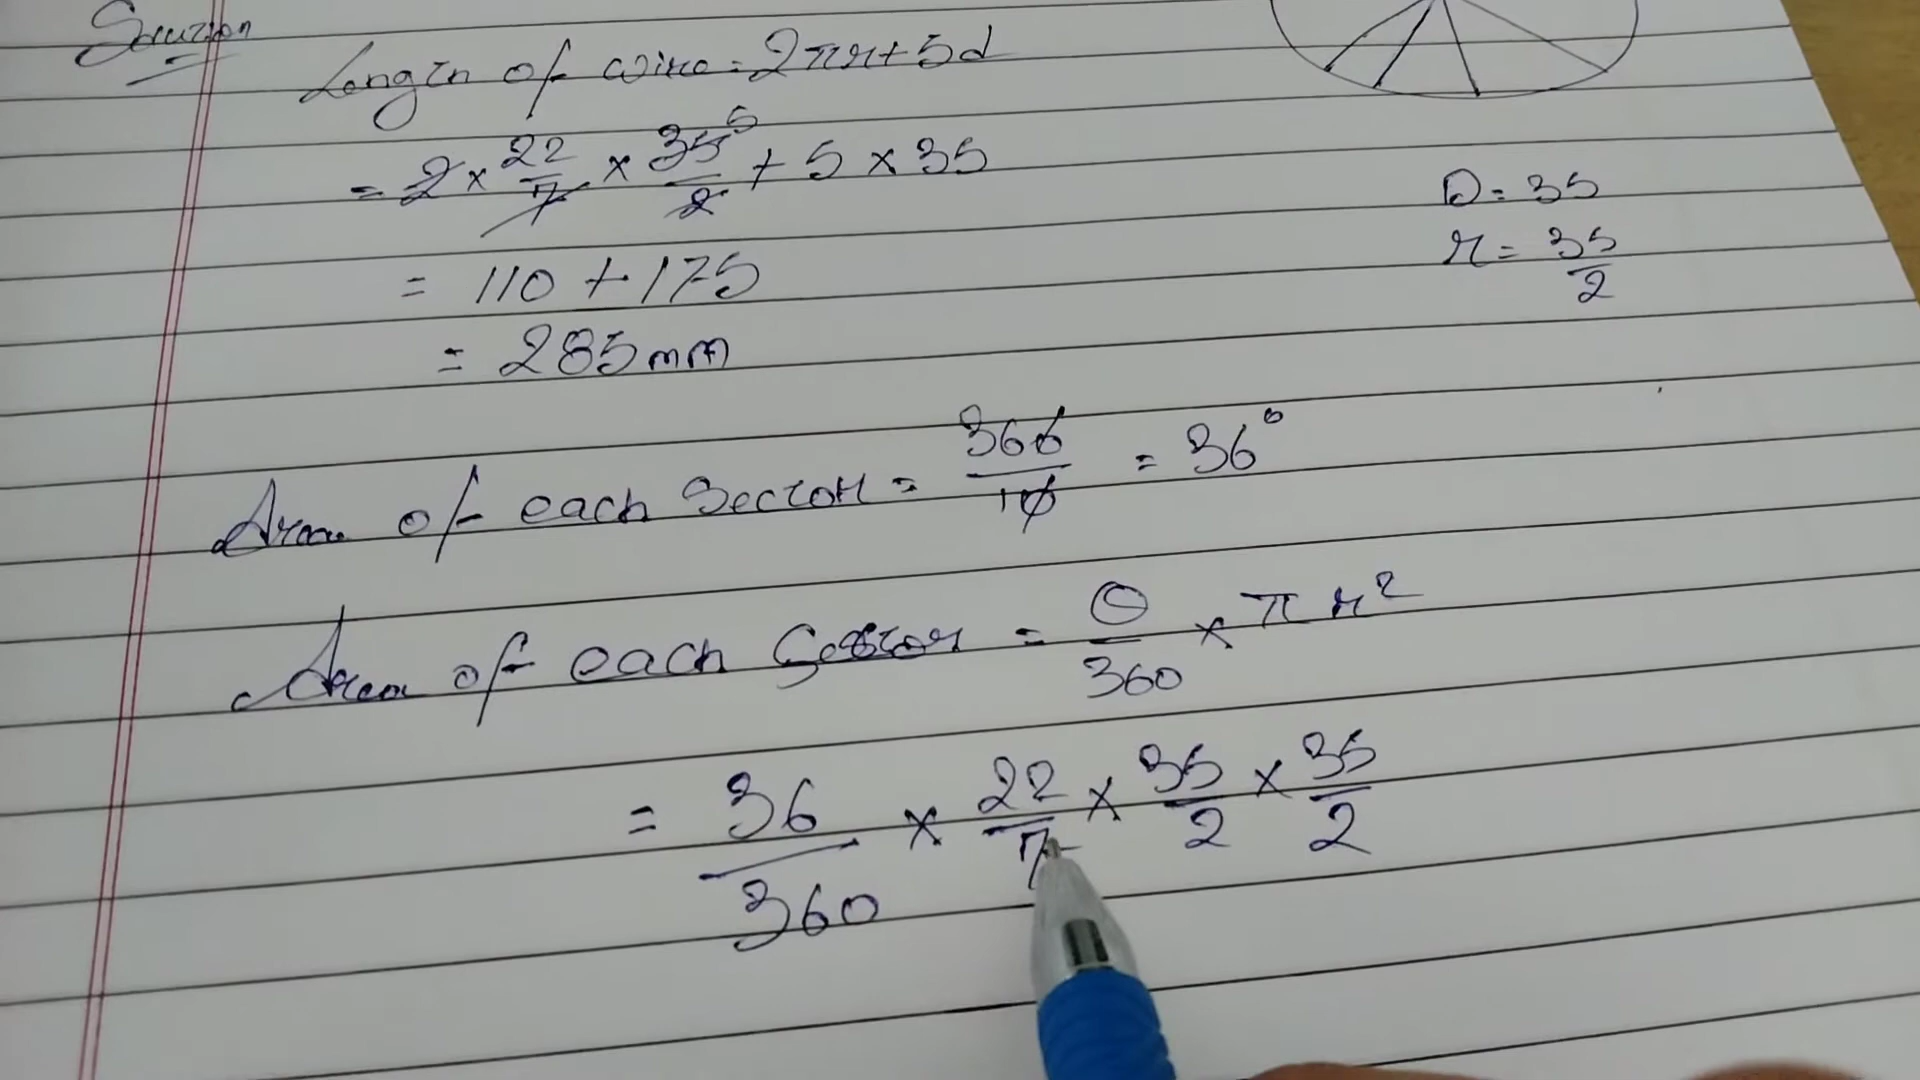 Solution
Length of wire = 2πr + 5d
= 2 × 22/7 × 35/2 5 + 5 × 35
= 110 + 175
= 285mm
D = 35
r = 35/2
Area of each Sector = 360/10 = 36°
Area of each Sector = θ/360 × πr²
= 36/360 × 22/7 × 35/2 × 35/2